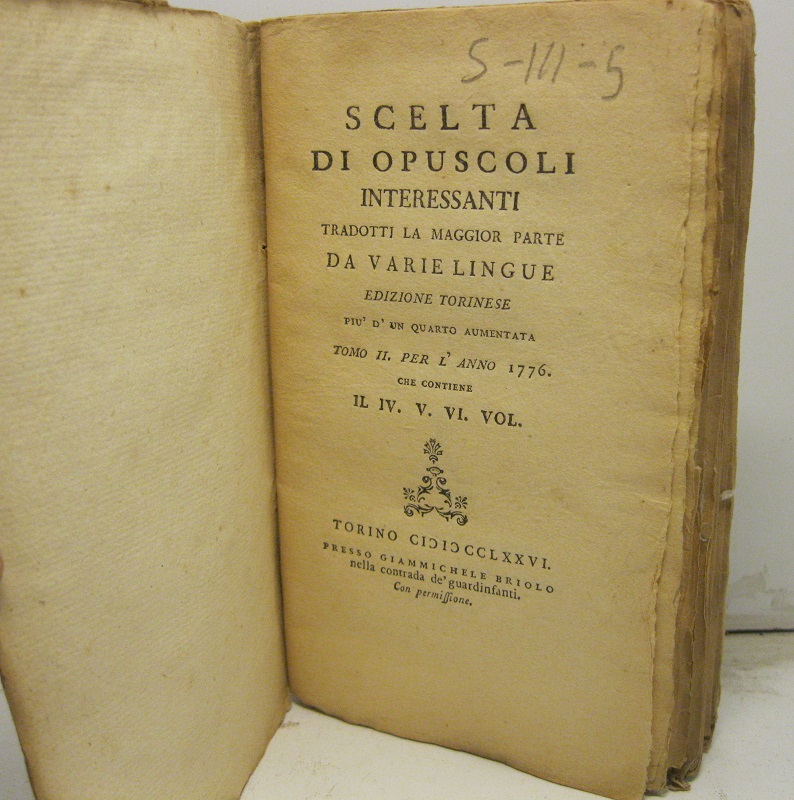 S-III-5
SCELTA
DI OPUSCOLI
INTERESSANTI
TRADOTTI LA MAGGIOR PARTE
DA VARIE LINGUE
EDIZIONE TORINESE
PIU' D' UN QUARTO AUMENTATA
TOMO II. PER L' ANNO 1776.
CHE CONTIENE
IL IV. V. VI. VOL.
TORINO CIↃIↃCCLXXVI.
PRESSO GIAMMICHELE BRIOLO
nella contrada de' guardinfanti.
Con permiſſione.